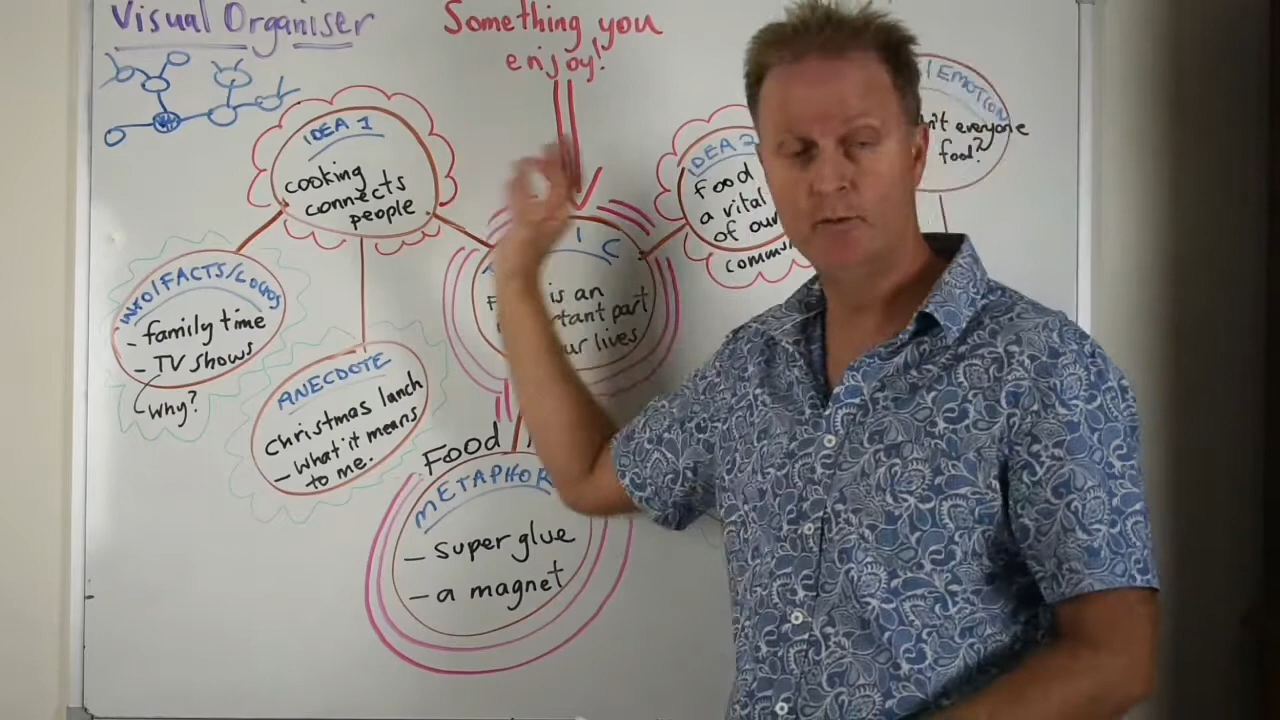 Visual Organiser
Something you
enjoy!
IDEA 1
cooking
connects
people
IDEA 2
Food
a vital
of our
commun
EMOTION
n't everyone
food?
INFO/FACTS/LOGOS
- family time
- TV shows
why?
ANECDOTE
christmas lunch
- what it means
to me.
I C
is an
rtant part
ur lives
Food
METAPHOR
- super glue
- a magnet